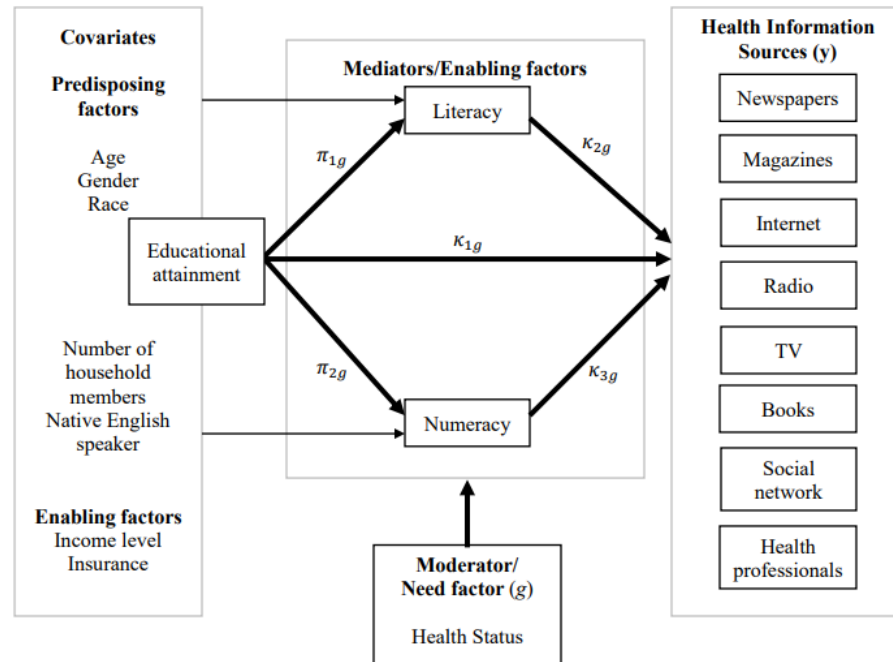 Covariates
Predisposing
factors
Age
Gender
Race
Educational
attainment
Number of
household
members
Native English
speaker
Enabling factors
Income level
Insurance
Mediators/Enabling factors
Literacy
π1g
κ2g
κ1g
π2g
κ3g
Numeracy
Moderator/
Need factor (g)
Health Status
Health Information
Sources (y)
Newspapers
Magazines
Internet
Radio
TV
Books
Social
network
Health
professionals